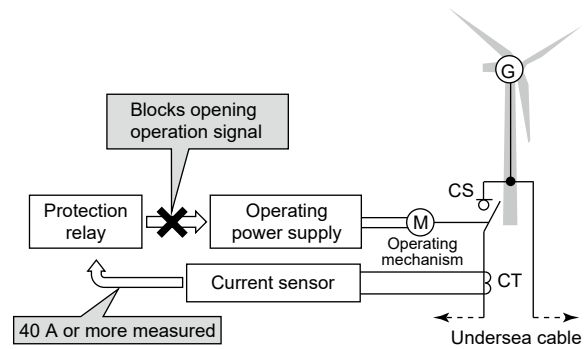 G
Blocks opening
operation signal
CS
Protection
relay
Operating
power supply
M
Operating
mechanism
Current sensor
CT
40 A or more measured
Undersea cable